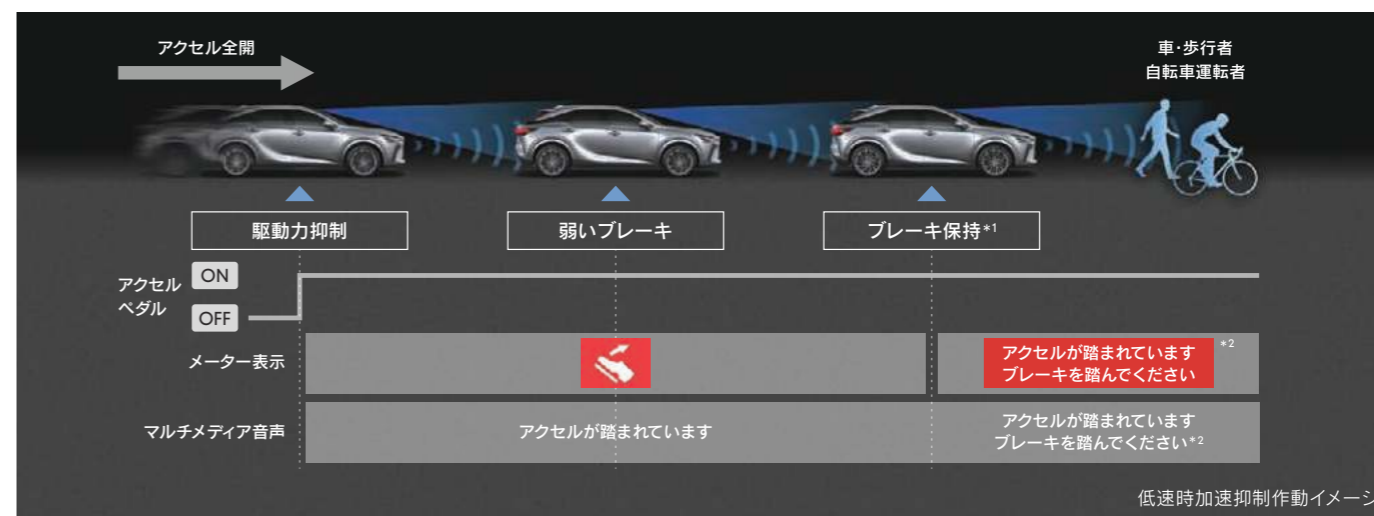 アクセル全開
車・歩行者
自転車運転者
駆動力抑制
弱いブレーキ
ブレーキ保持*1
アクセル
ペダル
ON
OFF
メーター表示
アクセルが踏まれています
ブレーキを踏んでください
*2
マルチメディア音声
アクセルが踏まれています
アクセルが踏まれています
ブレーキを踏んでください*2
低速時加速抑制作動イメージ